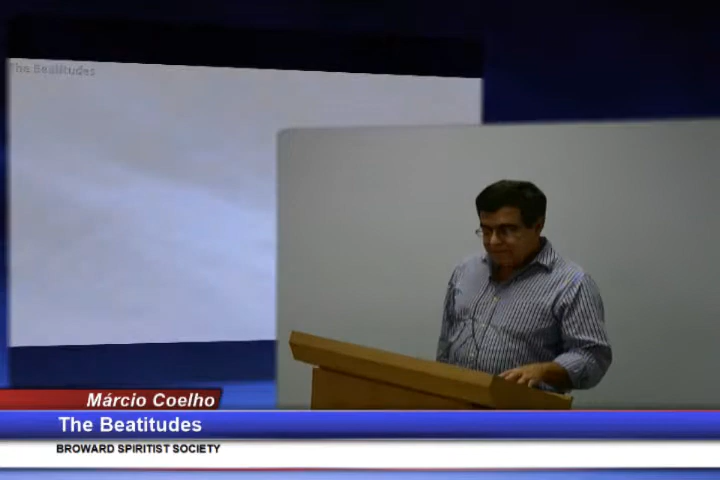 The Beatitudes
Márcio Coelho
The Beatitudes
BROWARD SPIRITIST SOCIETY